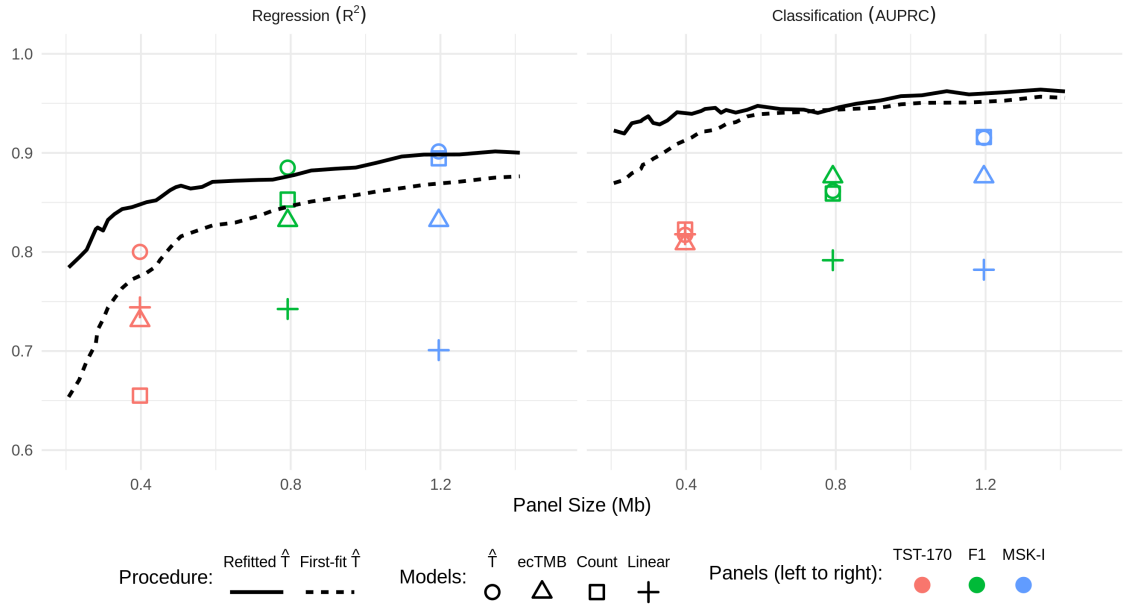 Regression (R²)
Classification (AUPRC)
1.0
0.9
0.8
0.7
0.6
0.4 0.8 1.2
0.4 0.8 1.2
Panel Size (Mb)
Procedure: Refitted T̂ First-fit T̂
Models: T̂ ecTMB Count Linear
Panels (left to right): TST-170 F1 MSK-I